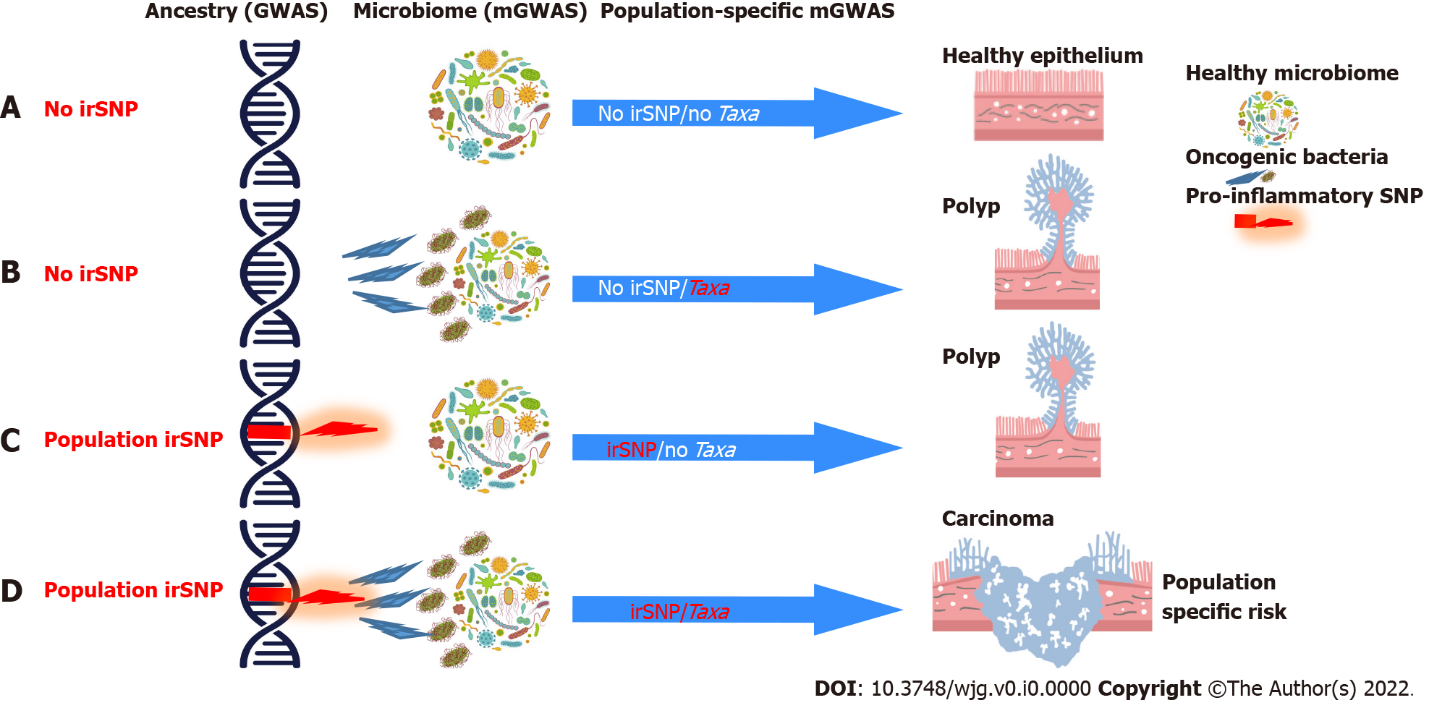 Ancestry (GWAS) Microbiome (mGWAS) Population-specific mGWAS
A No irSNP No irSNP/no Taxa Healthy epithelium
Healthy microbiome
Oncogenic bacteria
Pro-inflammatory SNP
B No irSNP No irSNP/Taxa Polyp
C Population irSNP irSNP/no Taxa Polyp
D Population irSNP irSNP/Taxa Carcinoma
Population
specific risk
DOI: 10.3748/wjg.v0.i0.0000 Copyright ©The Author(s) 2022.